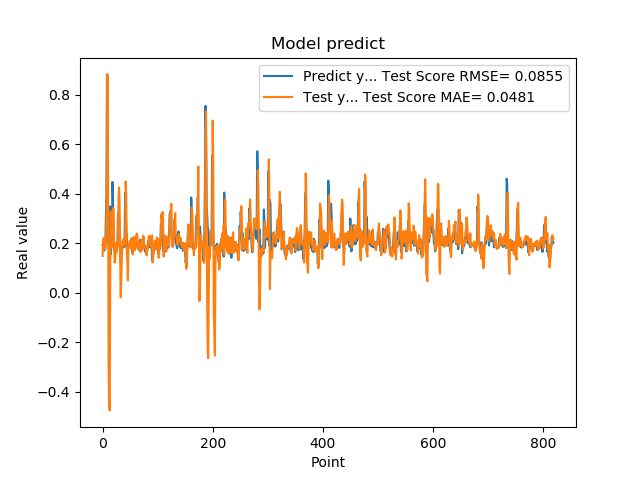 Model predict
Predict y... Test Score RMSE= 0.0855
Test y... Test Score MAE= 0.0481
Real value
0.8
0.6
0.4
0.2
0.0
−0.2
−0.4
0 200 400 600 800
Point